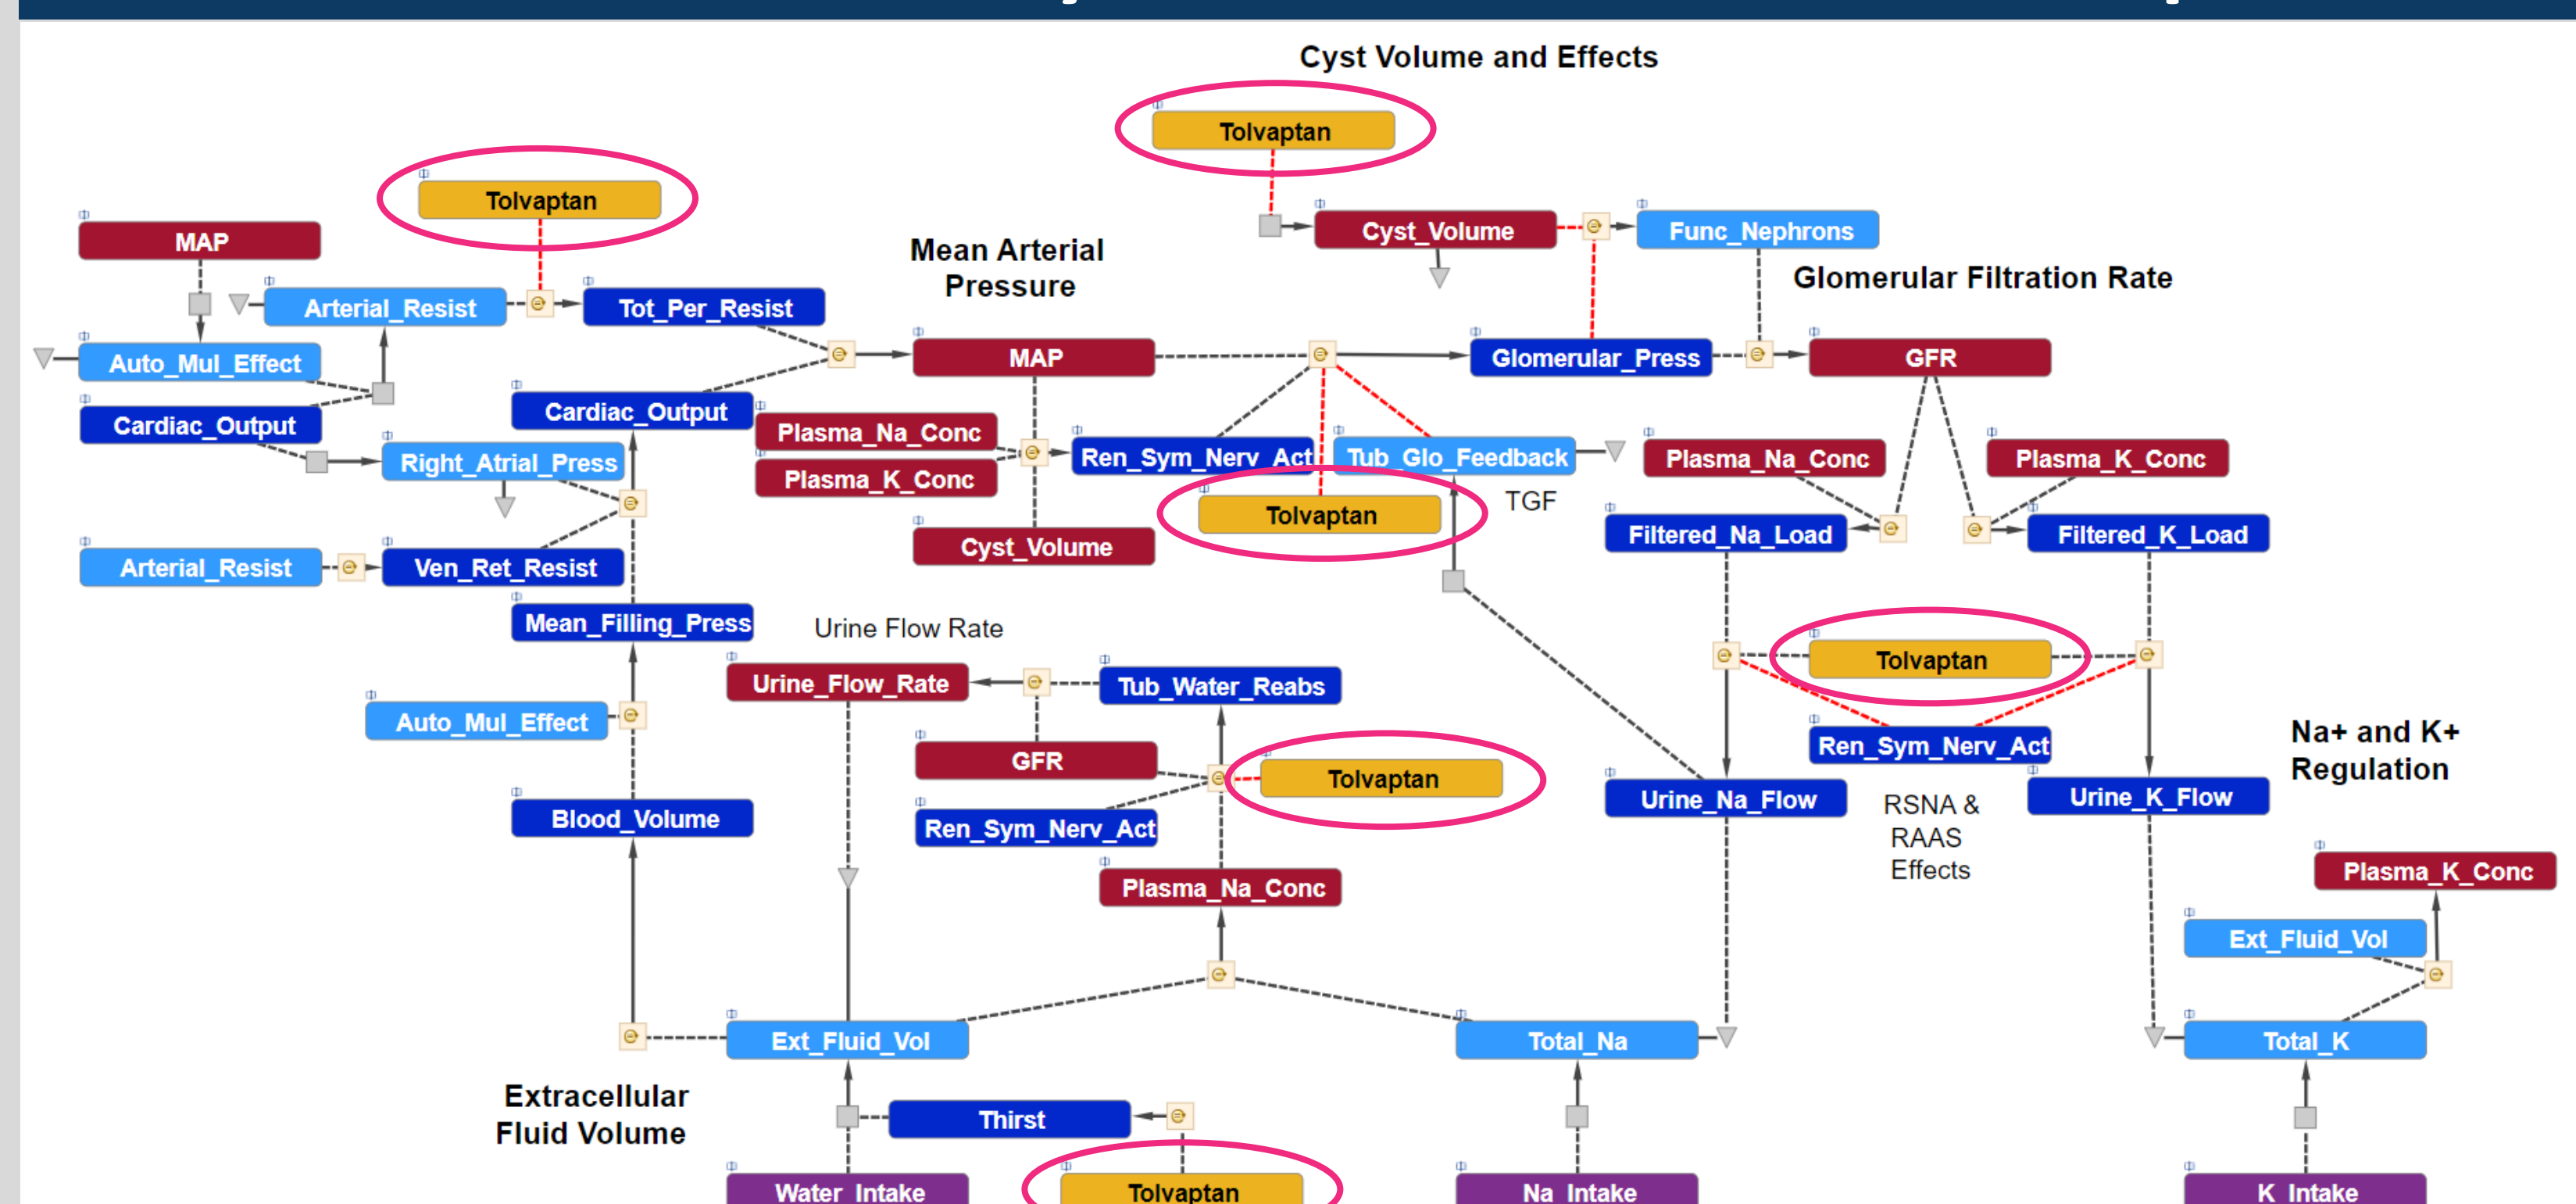 Cyst Volume and Effects
Tolvaptan
Tolvaptan
MAP
Cyst_Volume
Func_Nephrons
Mean Arterial
Pressure
Glomerular Filtration Rate
Arterial_Resist
Tot_Per_Resist
Auto_Mul_Effect
MAP
Glomerular_Press
GFR
Cardiac_Output
Cardiac_Output
Plasma_Na_Conc
Plasma_K_Conc
Right_Atrial_Press
Ren_Sym_Nerv_Act
Tub_Glo_Feedback
Plasma_Na_Conc
Plasma_K_Conc
TGF
Tolvaptan
Cyst_Volume
Filtered_Na_Load
Filtered_K_Load
Arterial_Resist
Ven_Ret_Resist
Mean_Filling_Press
Urine Flow Rate
Urine_Flow_Rate
Tub_Water_Reabs
Tolvaptan
Auto_Mul_Effect
GFR
Tolvaptan
Ren_Sym_Nerv_Act
Na+ and K+
Regulation
Blood_Volume
Ren_Sym_Nerv_Act
Urine_Na_Flow
RSNA &
RAAS
Effects
Urine_K_Flow
Plasma_Na_Conc
Plasma_K_Conc
Ext_Fluid_Vol
Ext_Fluid_Vol
Total_Na
Total_K
Extracellular
Fluid Volume
Thirst
Water_Intake
Tolvaptan
Na_Intake
K_Intake